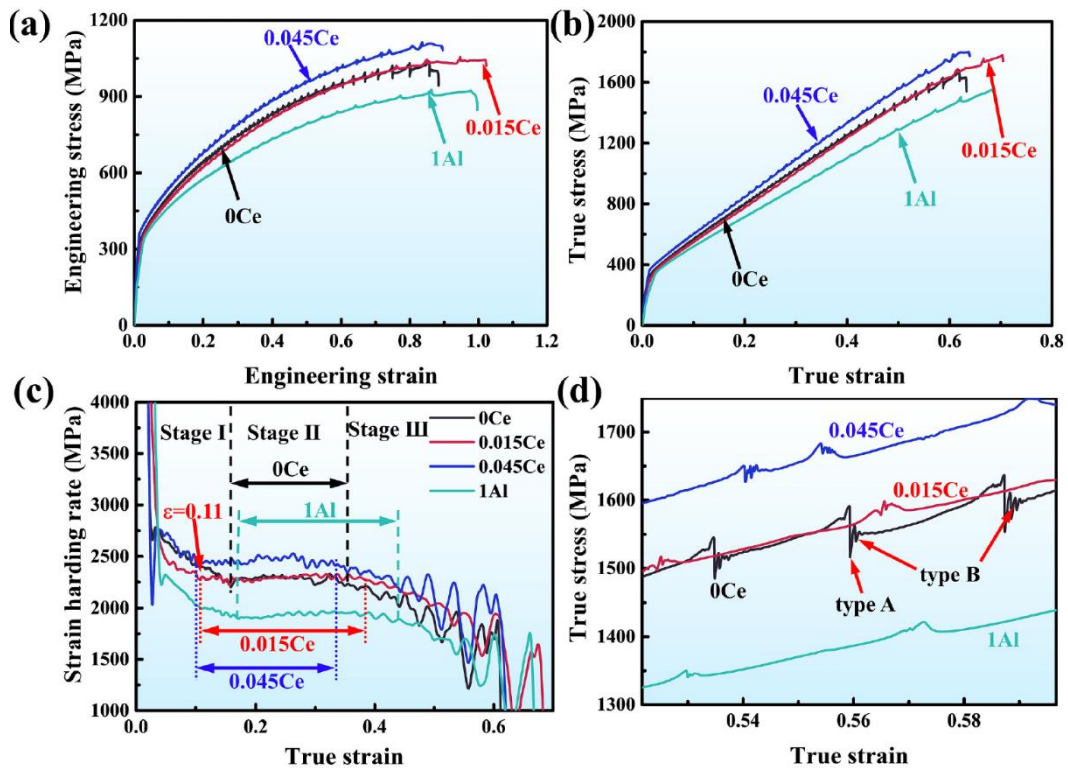 (a)
1200
900
600
300
0
0.0 0.2 0.4 0.6 0.8 1.0 1.2
Engineering stress (MPa)
Engineering strain
0.045Ce
0.015Ce
1Al
0Ce
(b)
2000
1600
1200
800
400
0
0.0 0.2 0.4 0.6 0.8
True stress (MPa)
True strain
0.045Ce
0.015Ce
1Al
0Ce
(c)
4000
3500
3000
2500
2000
1500
1000
0.0 0.1 0.2 0.3 0.4 0.5 0.6
Strain harding rate (MPa)
True strain
Stage I Stage II Stage III
0Ce
0.015Ce
0.045Ce
1Al
0Ce
1Al
ε=0.11
0.015Ce
0.045Ce
(d)
1700
1600
1500
1400
1300
0.54 0.56 0.58
True stress (MPa)
True strain
0.045Ce
0.015Ce
type B
0Ce
type A
1Al